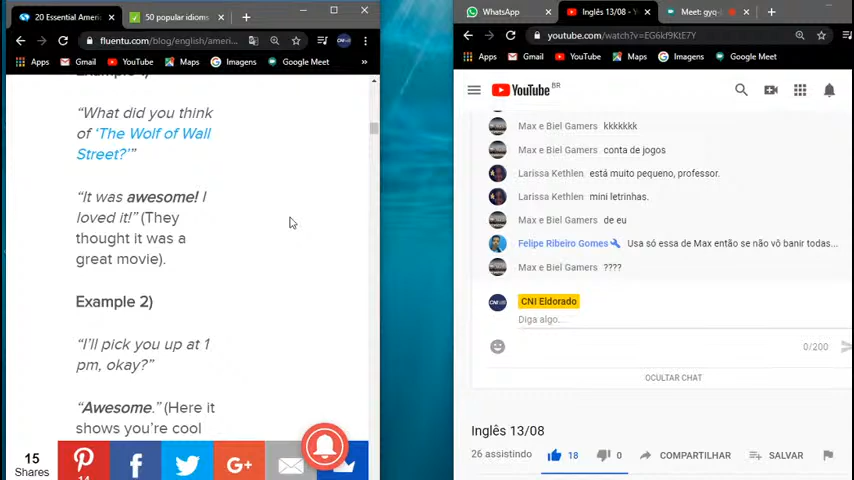 20 Essential Ameri
50 popular idioms
fluentu.com/blog/english/ameri...
Apps
Gmail
YouTube
Maps
Imagens
Google Meet
»
"What did you think
of 'The Wolf of Wall
Street?'"
"It was awesome! I
loved it!" (They
thought it was a
great movie).
Example 2)
"I'll pick you up at 1
pm, okay?"
"Awesome." (Here it
shows you're cool
15
Shares
14
WhatsApp
Inglês 13/08 -
Meet: gyq-
youtube.com/watch?v=EG6kf9KtE7Y
Apps
Gmail
YouTube
Maps
Imagens
Google Meet
YouTube BR
Max e Biel Gamers kkkkkkk
Max e Biel Gamers conta de jogos
Larissa Kethlen está muito pequeno, professor.
Larissa Kethlen mini letrinhas.
Max e Biel Gamers de eu
Felipe Ribeiro Gomes Usa só essa de Max então se não vô banir todas...
Max e Biel Gamers ????
CNI Eldorado
Diga algo...
0/200
OCULTAR CHAT
Inglês 13/08
26 assistindo
18
0
COMPARTILHAR
SALVAR